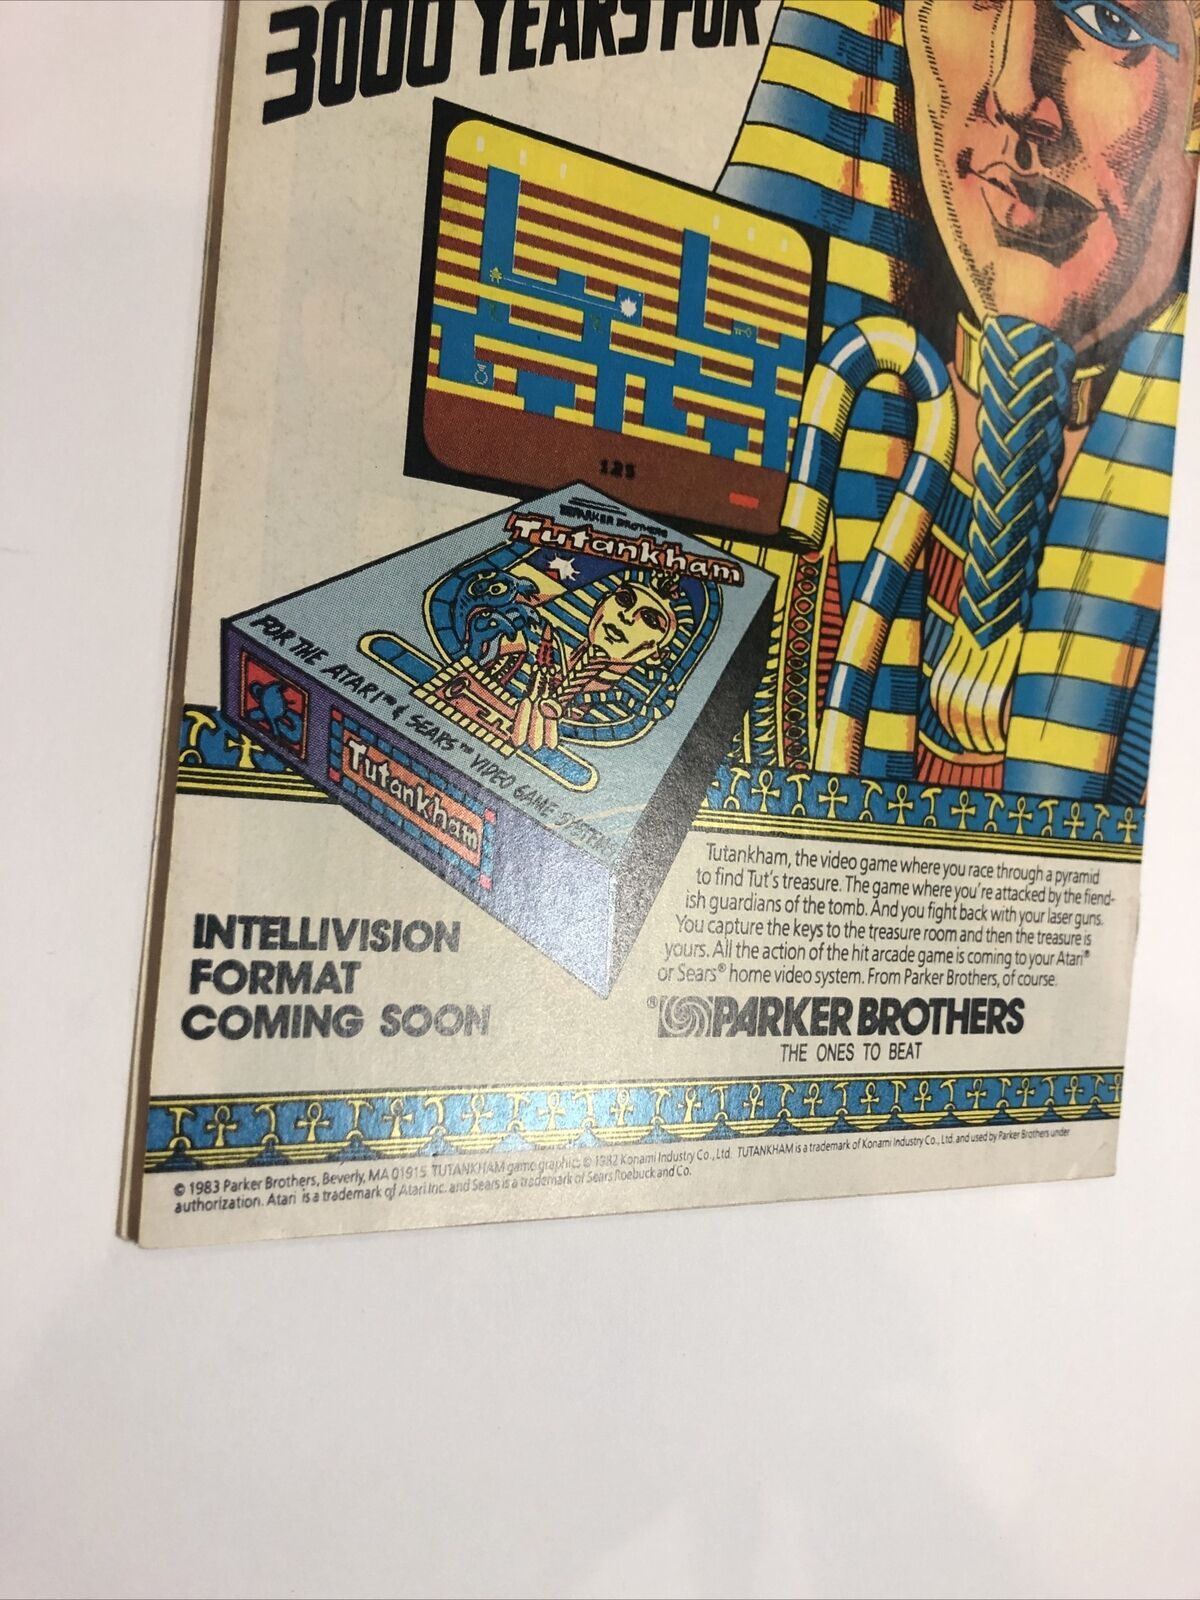 3000 YEARS FOR
125
PARKER BROTHERS
Tutankham
FOR THE ATARI™ & SEARS™ VIDEO GAME SYSTEMS
Tutankham
INTELLIVISION
FORMAT
COMING SOON
Tutankham, the video game where you race through a pyramid
to find Tut's treasure. The game where you're attacked by the fiend-
ish guardians of the tomb. And you fight back with your laser guns.
You capture the keys to the treasure room and then the treasure is
yours. All the action of the hit arcade game is coming to your Atari®
or Sears® home video system. From Parker Brothers, of course.
® PARKER BROTHERS
THE ONES TO BEAT
© 1983 Parker Brothers, Beverly, MA 01915 TUTANKHAM game graphics © 1982 Konami Industry Co., Ltd. TUTANKHAM is a trademark of Konami Industry Co., Ltd. and used by Parker Brothers under
authorization. Atari is a trademark of Atari Inc. and Sears is a trademark of Sears Roebuck and Co.